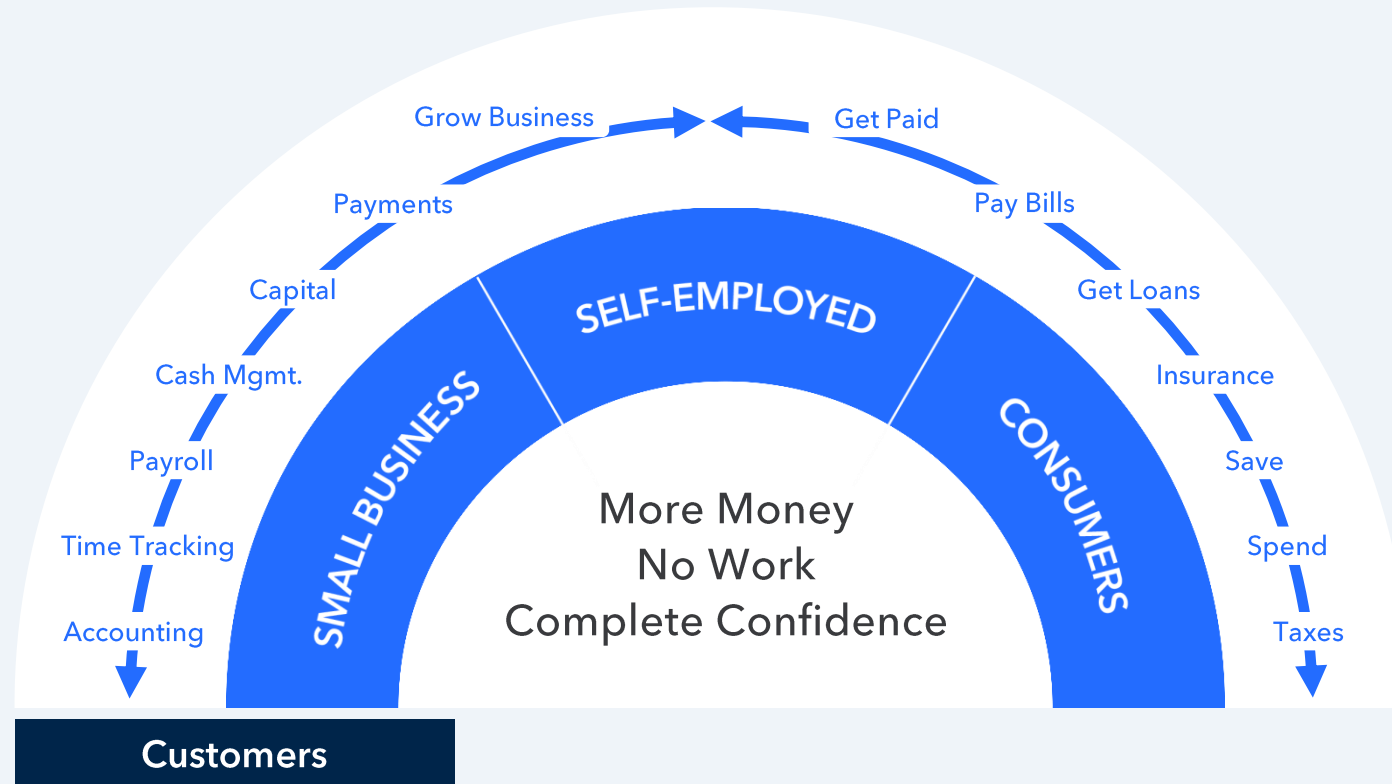 Grow Business
Get Paid
Payments
Pay Bills
Capital
Get Loans
Cash Mgmt.
Insurance
Payroll
Save
Time Tracking
Spend
Accounting
Taxes
SMALL BUSINESS
SELF-EMPLOYED
CONSUMERS
More Money
No Work
Complete Confidence
Customers